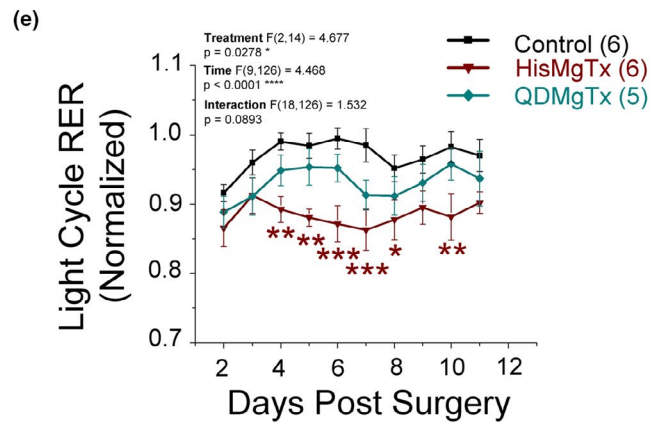 (e)
Treatment F(2,14) = 4.677
p = 0.0278 *
Time F(9,126) = 4.468
p < 0.0001 ****
Interaction F(18,126) = 1.532
p = 0.0893
Control (6)
HisMgTx (6)
QDMgTx (5)
Light Cycle RER
(Normalized)
1.1
1.0
0.9
0.8
0.7
** ** *** *** * **
2 4 6 8 10 12
Days Post Surgery